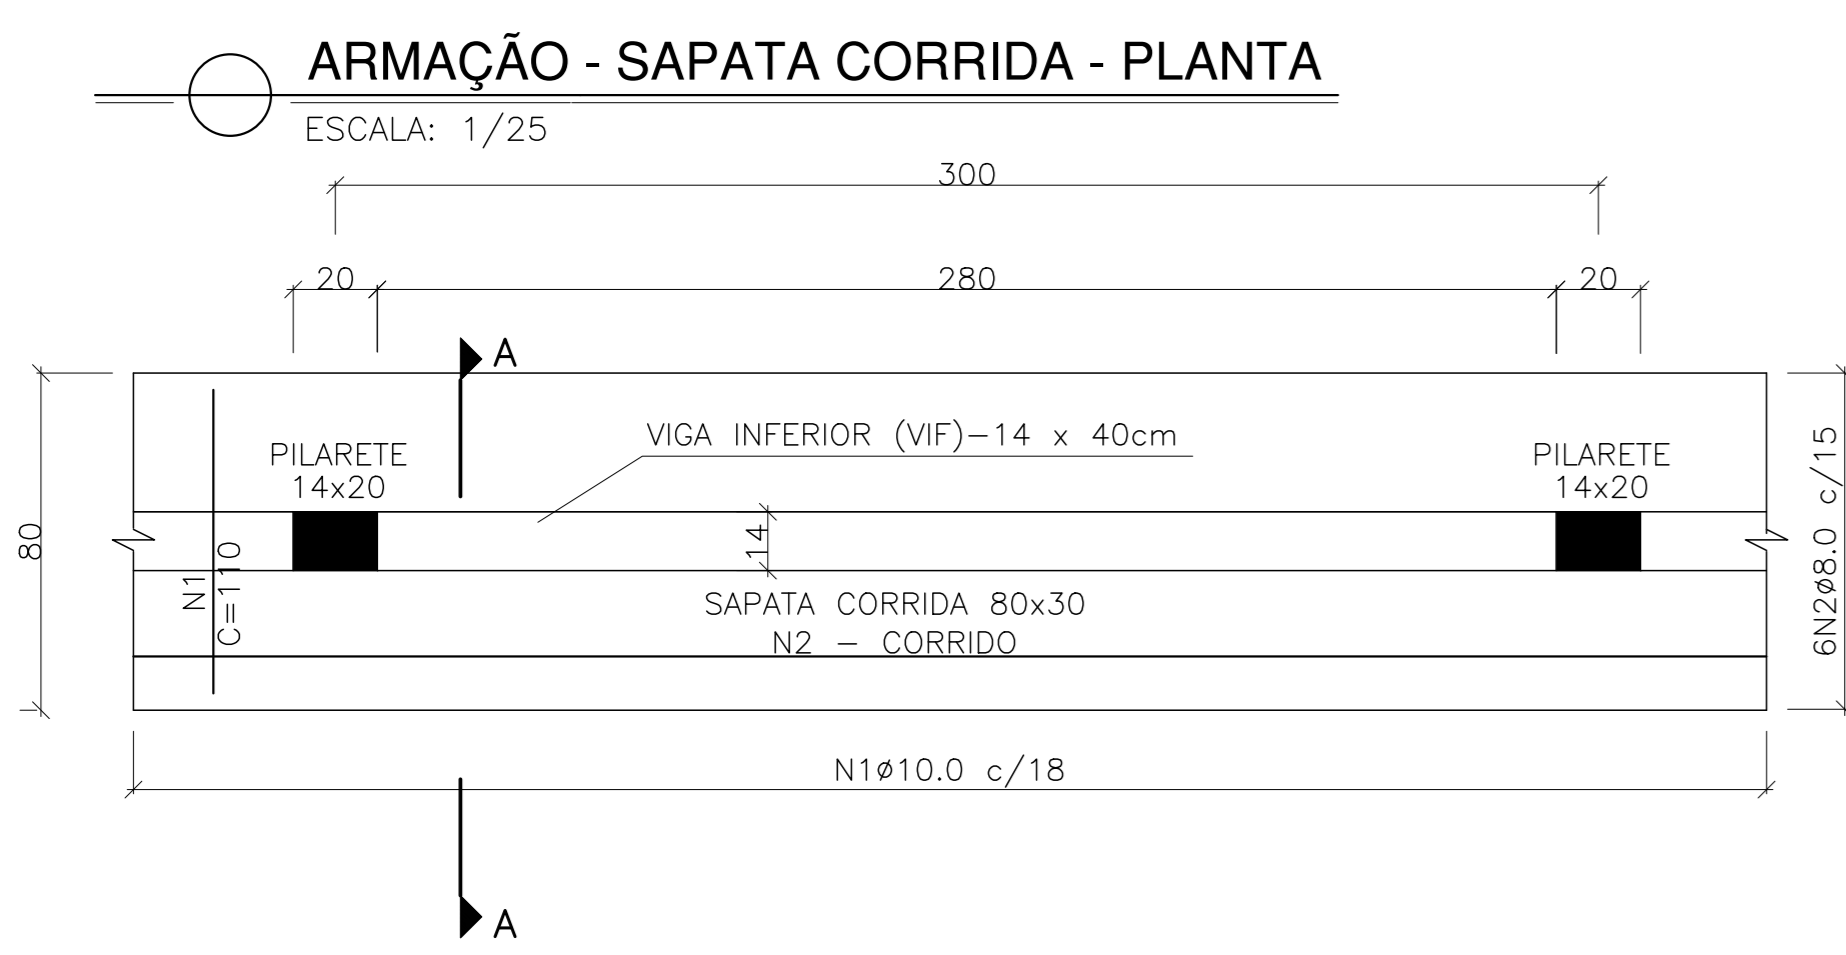 ARMAÇÃO - SAPATA CORRIDA - PLANTA
ESCALA: 1/25
300
20
280
20
A
VIGA INFERIOR (VIF)-14 x 40cm
PILARETE
14x20
PILARETE
14x20
80
14
N1
C=110
6N2ø8.0 c/15
SAPATA CORRIDA 80x30
N2 - CORRIDO
N1ø10.0 c/18
A